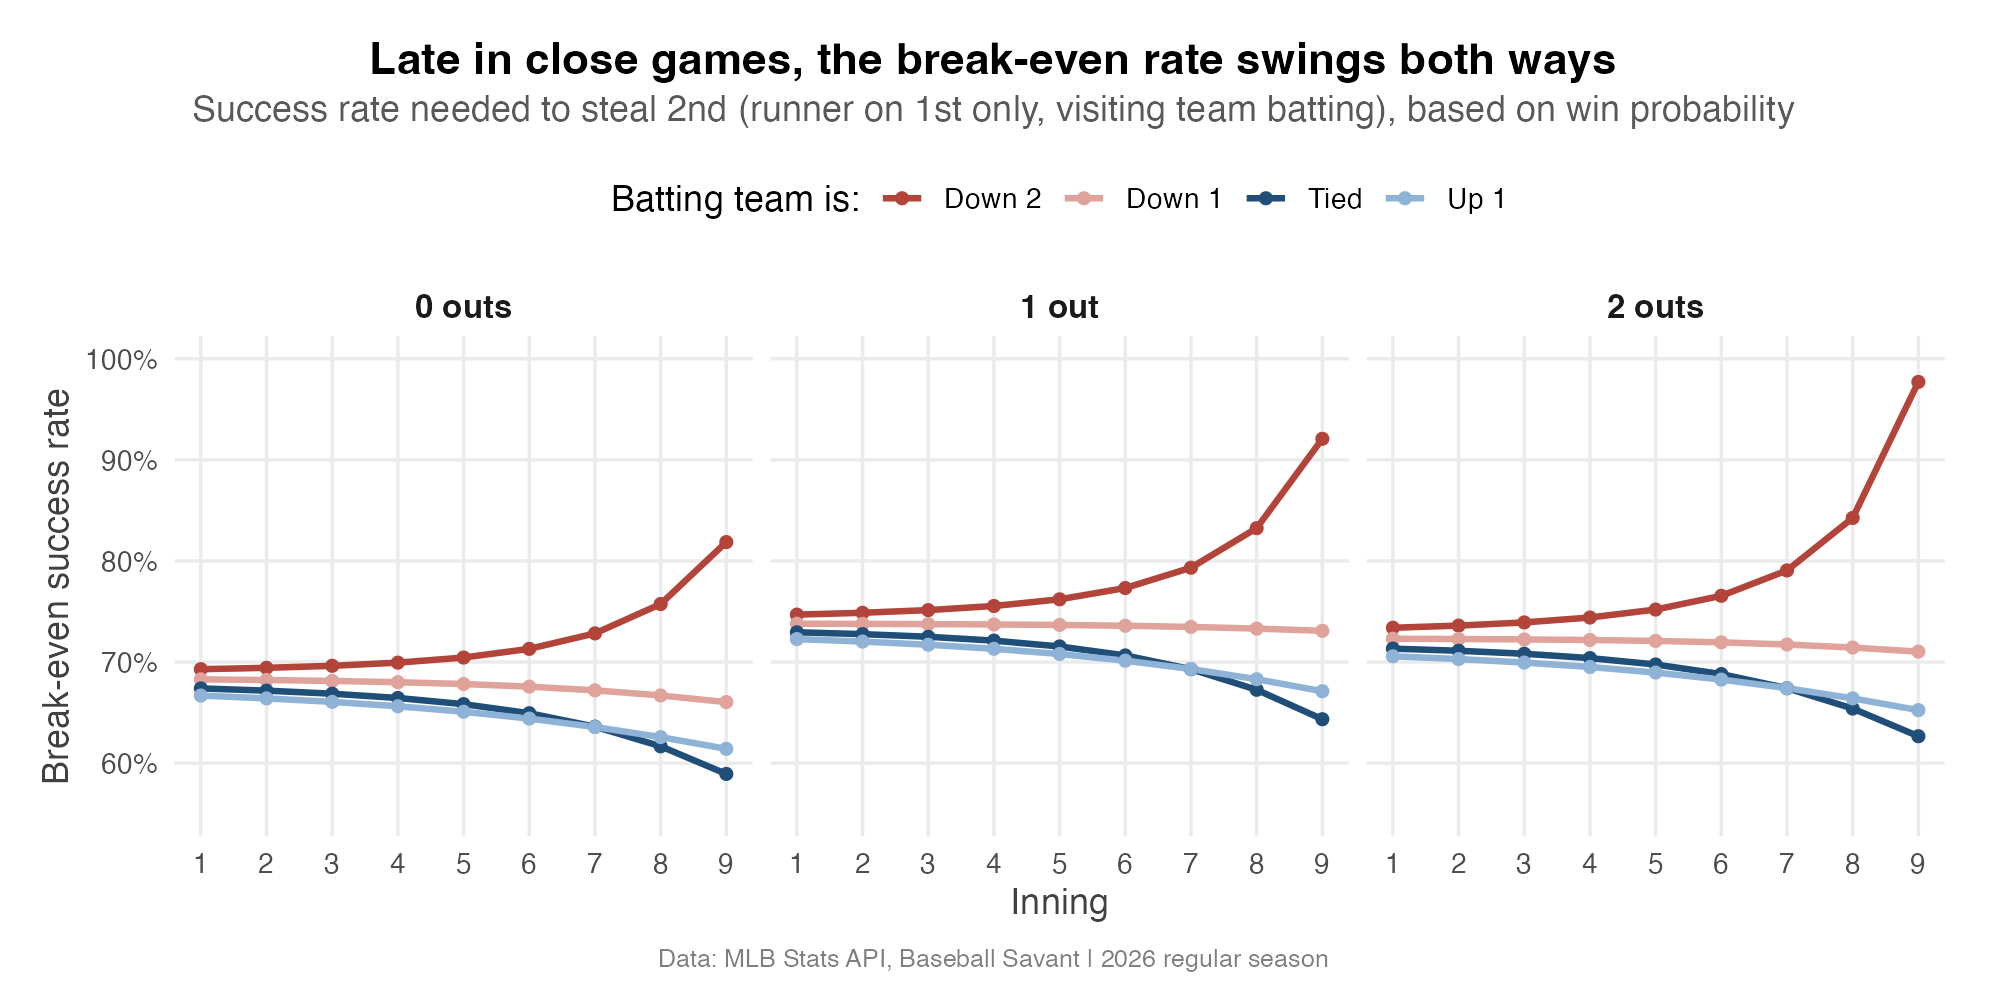 Late in close games, the break-even rate swings both ways
Success rate needed to steal 2nd (runner on 1st only, visiting team batting), based on win probability
Batting team is: Down 2 Down 1 Tied Up 1
0 outs 1 out 2 outs
100%
90%
80%
70%
60%
Break-even success rate
1 2 3 4 5 6 7 8 9 1 2 3 4 5 6 7 8 9 1 2 3 4 5 6 7 8 9
Inning
Data: MLB Stats API, Baseball Savant | 2026 regular season